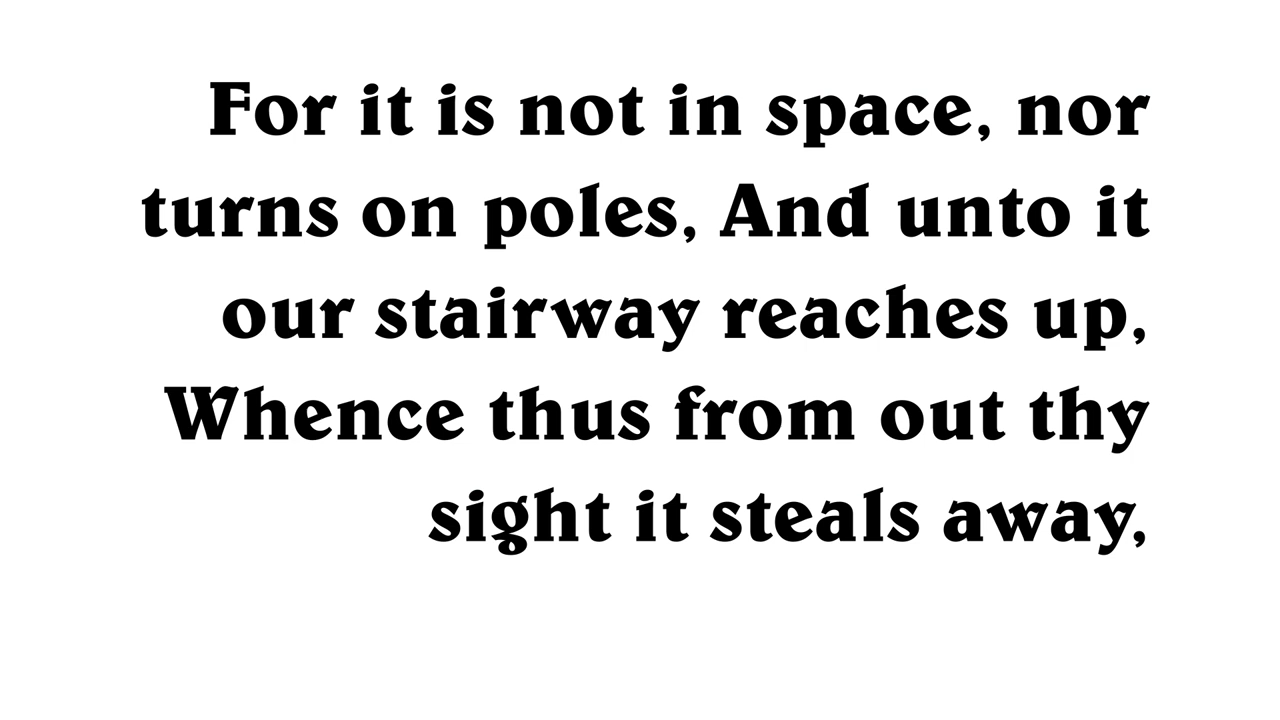 For it is not in space, nor
turns on poles, And unto it
our stairway reaches up,
Whence thus from out thy
sight it steals away,